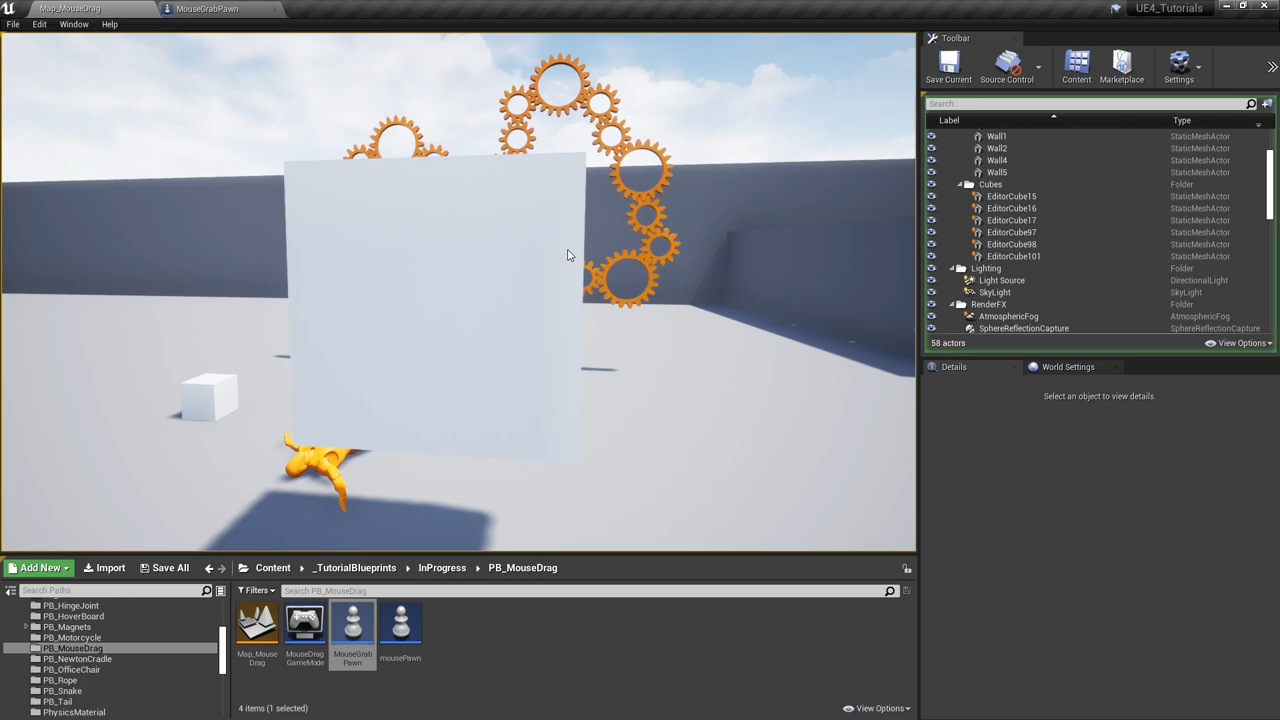 Map_MouseDrag
MouseGrabPawn
UE4_Tutorials
File Edit Window Help
Toolbar
Save Current
Source Control
Content
Marketplace
Settings
Search...
Label Type
Wall1 StaticMeshActor
Wall2 StaticMeshActor
Wall4 StaticMeshActor
Wall5 StaticMeshActor
Cubes Folder
EditorCube15 StaticMeshActor
EditorCube16 StaticMeshActor
EditorCube17 StaticMeshActor
EditorCube97 StaticMeshActor
EditorCube98 StaticMeshActor
EditorCube101 StaticMeshActor
Lighting Folder
Light Source DirectionalLight
SkyLight SkyLight
RenderFX Folder
AtmosphericFog AtmosphericFog
SphereReflectionCapture SphereReflectionCapture
58 actors View Options
Details World Settings
Select an object to view details.
Add New Import Save All Content _TutorialBlueprints InProgress PB_MouseDrag
Search Paths
PB_HingeJoint
PB_HoverBoard
PB_Magnets
PB_Motorcycle
PB_MouseDrag
PB_NewtonCradle
PB_OfficeChair
PB_Rope
PB_Snake
PB_Tail
PhysicsMaterial
Filters Search PB_MouseDrag
Map_Mouse
Drag
MouseDrag
GameMode
MouseGrab
Pawn
mousePawn
4 items (1 selected) View Options